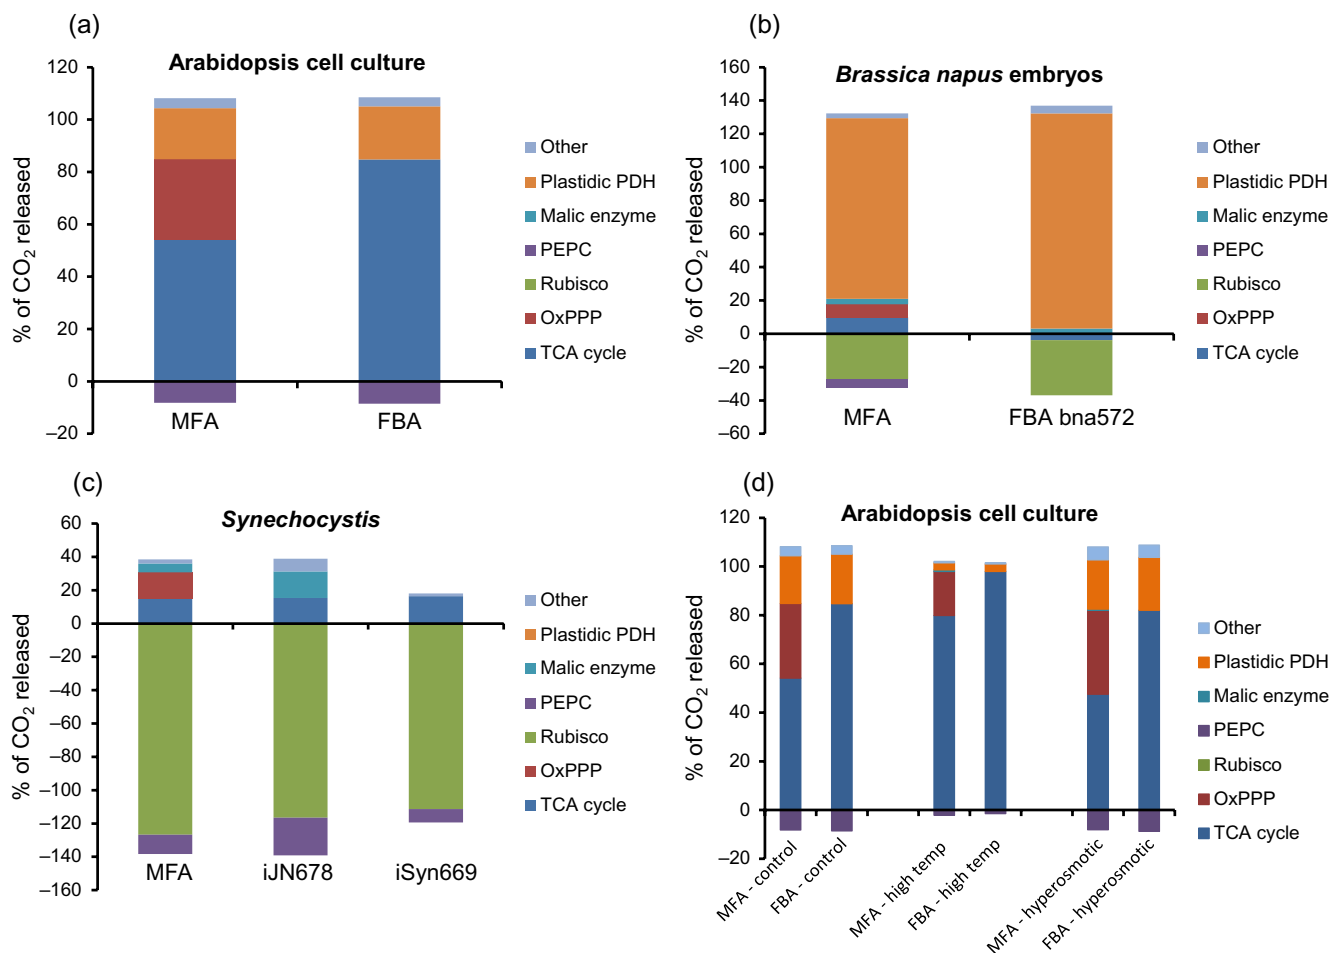 (a)
Arabidopsis cell culture
% of CO2 released
120
100
80
60
40
20
0
–20
MFA
FBA
Other
Plastidic PDH
Malic enzyme
PEPC
Rubisco
OxPPP
TCA cycle
(b)
Brassica napus embryos
% of CO2 released
160
140
120
100
80
60
40
20
0
–20
–40
–60
MFA
FBA bna572
Other
Plastidic PDH
Malic enzyme
PEPC
Rubisco
OxPPP
TCA cycle
(c)
Synechocystis
% of CO2 released
60
40
20
0
–20
–40
–60
–80
–100
–120
–140
–160
MFA
iJN678
iSyn669
Other
Plastidic PDH
Malic enzyme
PEPC
Rubisco
OxPPP
TCA cycle
(d)
Arabidopsis cell culture
% of CO2 released
120
100
80
60
40
20
0
–20
MFA - control
FBA - control
MFA - high temp
FBA - high temp
MFA - hyperosmotic
FBA - hyperosmotic
Other
Plastidic PDH
Malic enzyme
PEPC
Rubisco
OxPPP
TCA cycle